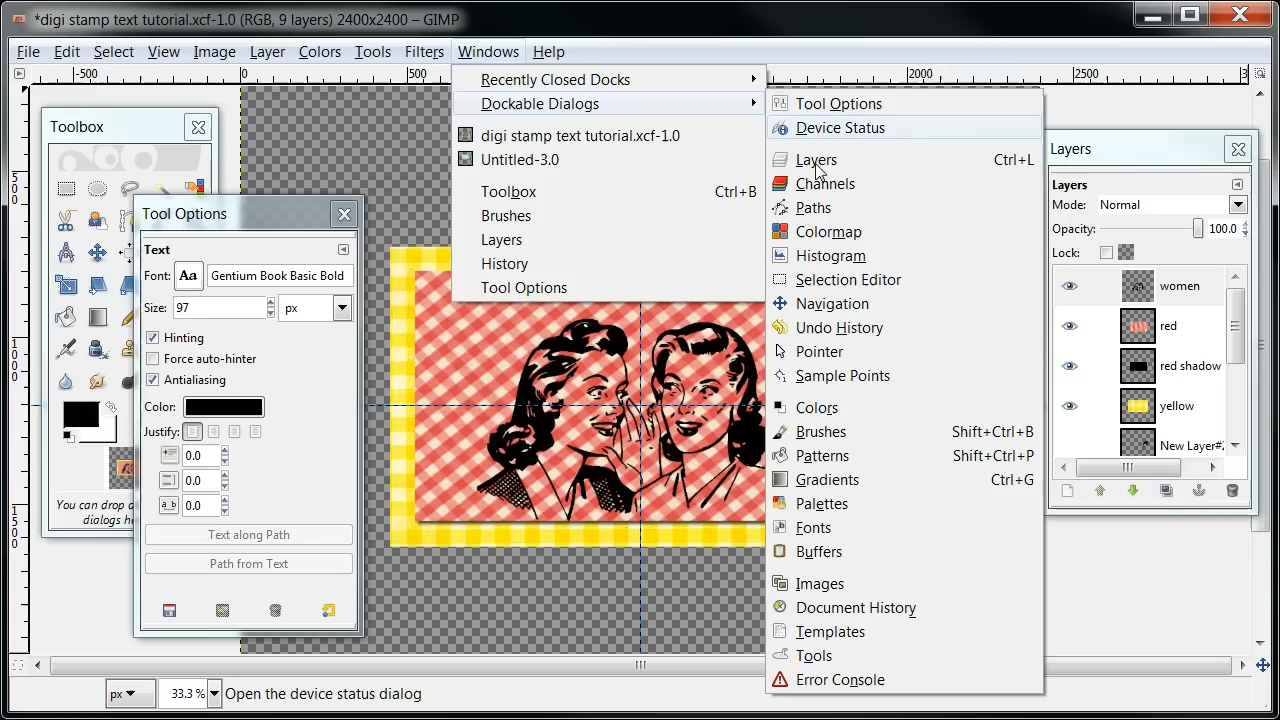 *digi stamp text tutorial.xcf-1.0 (RGB, 9 layers) 2400x2400 – GIMP
File Edit Select View Image Layer Colors Tools Filters Windows Help
-500 0 500 2000 2500
Toolbox
You can drop
dialogs he
Tool Options
Text
Font: Aa Gentium Book Basic Bold
Size: 97 px
Hinting
Force auto-hinter
Antialiasing
Color:
Justify:
0.0
0.0
0.0
Text along Path
Path from Text
Recently Closed Docks
Dockable Dialogs
digi stamp text tutorial.xcf-1.0
Untitled-3.0
Toolbox Ctrl+B
Brushes
Layers
History
Tool Options
Tool Options
Device Status
Layers Ctrl+L
Channels
Paths
Colormap
Histogram
Selection Editor
Navigation
Undo History
Pointer
Sample Points
Colors
Brushes Shift+Ctrl+B
Patterns Shift+Ctrl+P
Gradients Ctrl+G
Palettes
Fonts
Buffers
Images
Document History
Templates
Tools
Error Console
Layers
Layers
Mode: Normal
Opacity: 100.0
Lock:
women
red
red shadow
yellow
New Layer#
px 33.3 % Open the device status dialog